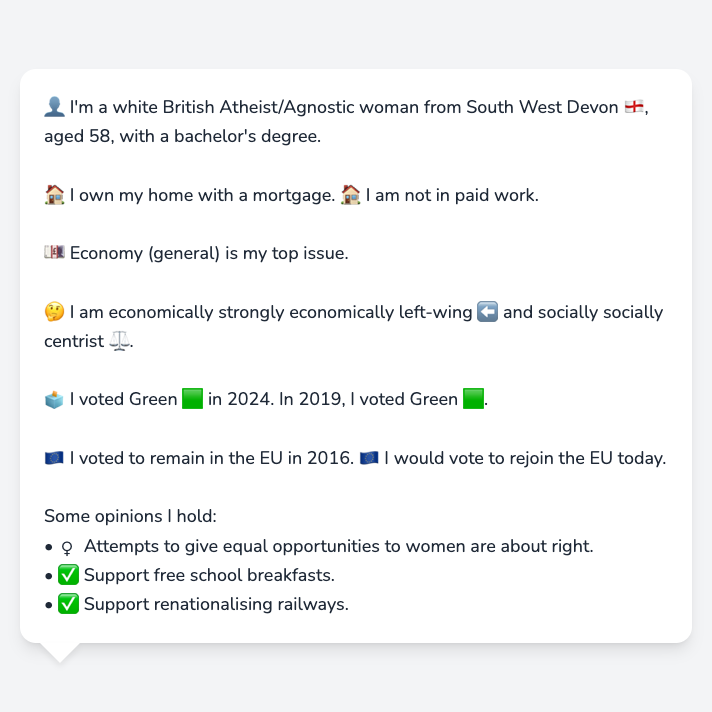 👤 I'm a white British Atheist/Agnostic woman from South West Devon 🏴󠁧󠁢󠁥󠁮󠁧󠁿,
aged 58, with a bachelor's degree.
🏠 I own my home with a mortgage. 🏠 I am not in paid work.
💷 Economy (general) is my top issue.
🤔 I am economically strongly economically left-wing ⬅️ and socially socially
centrist ⚖️.
🗳️ I voted Green 🟩 in 2024. In 2019, I voted Green 🟩.
🇪🇺 I voted to remain in the EU in 2016. 🇪🇺 I would vote to rejoin the EU today.
Some opinions I hold:
• ♀ Attempts to give equal opportunities to women are about right.
• ✅ Support free school breakfasts.
• ✅ Support renationalising railways.